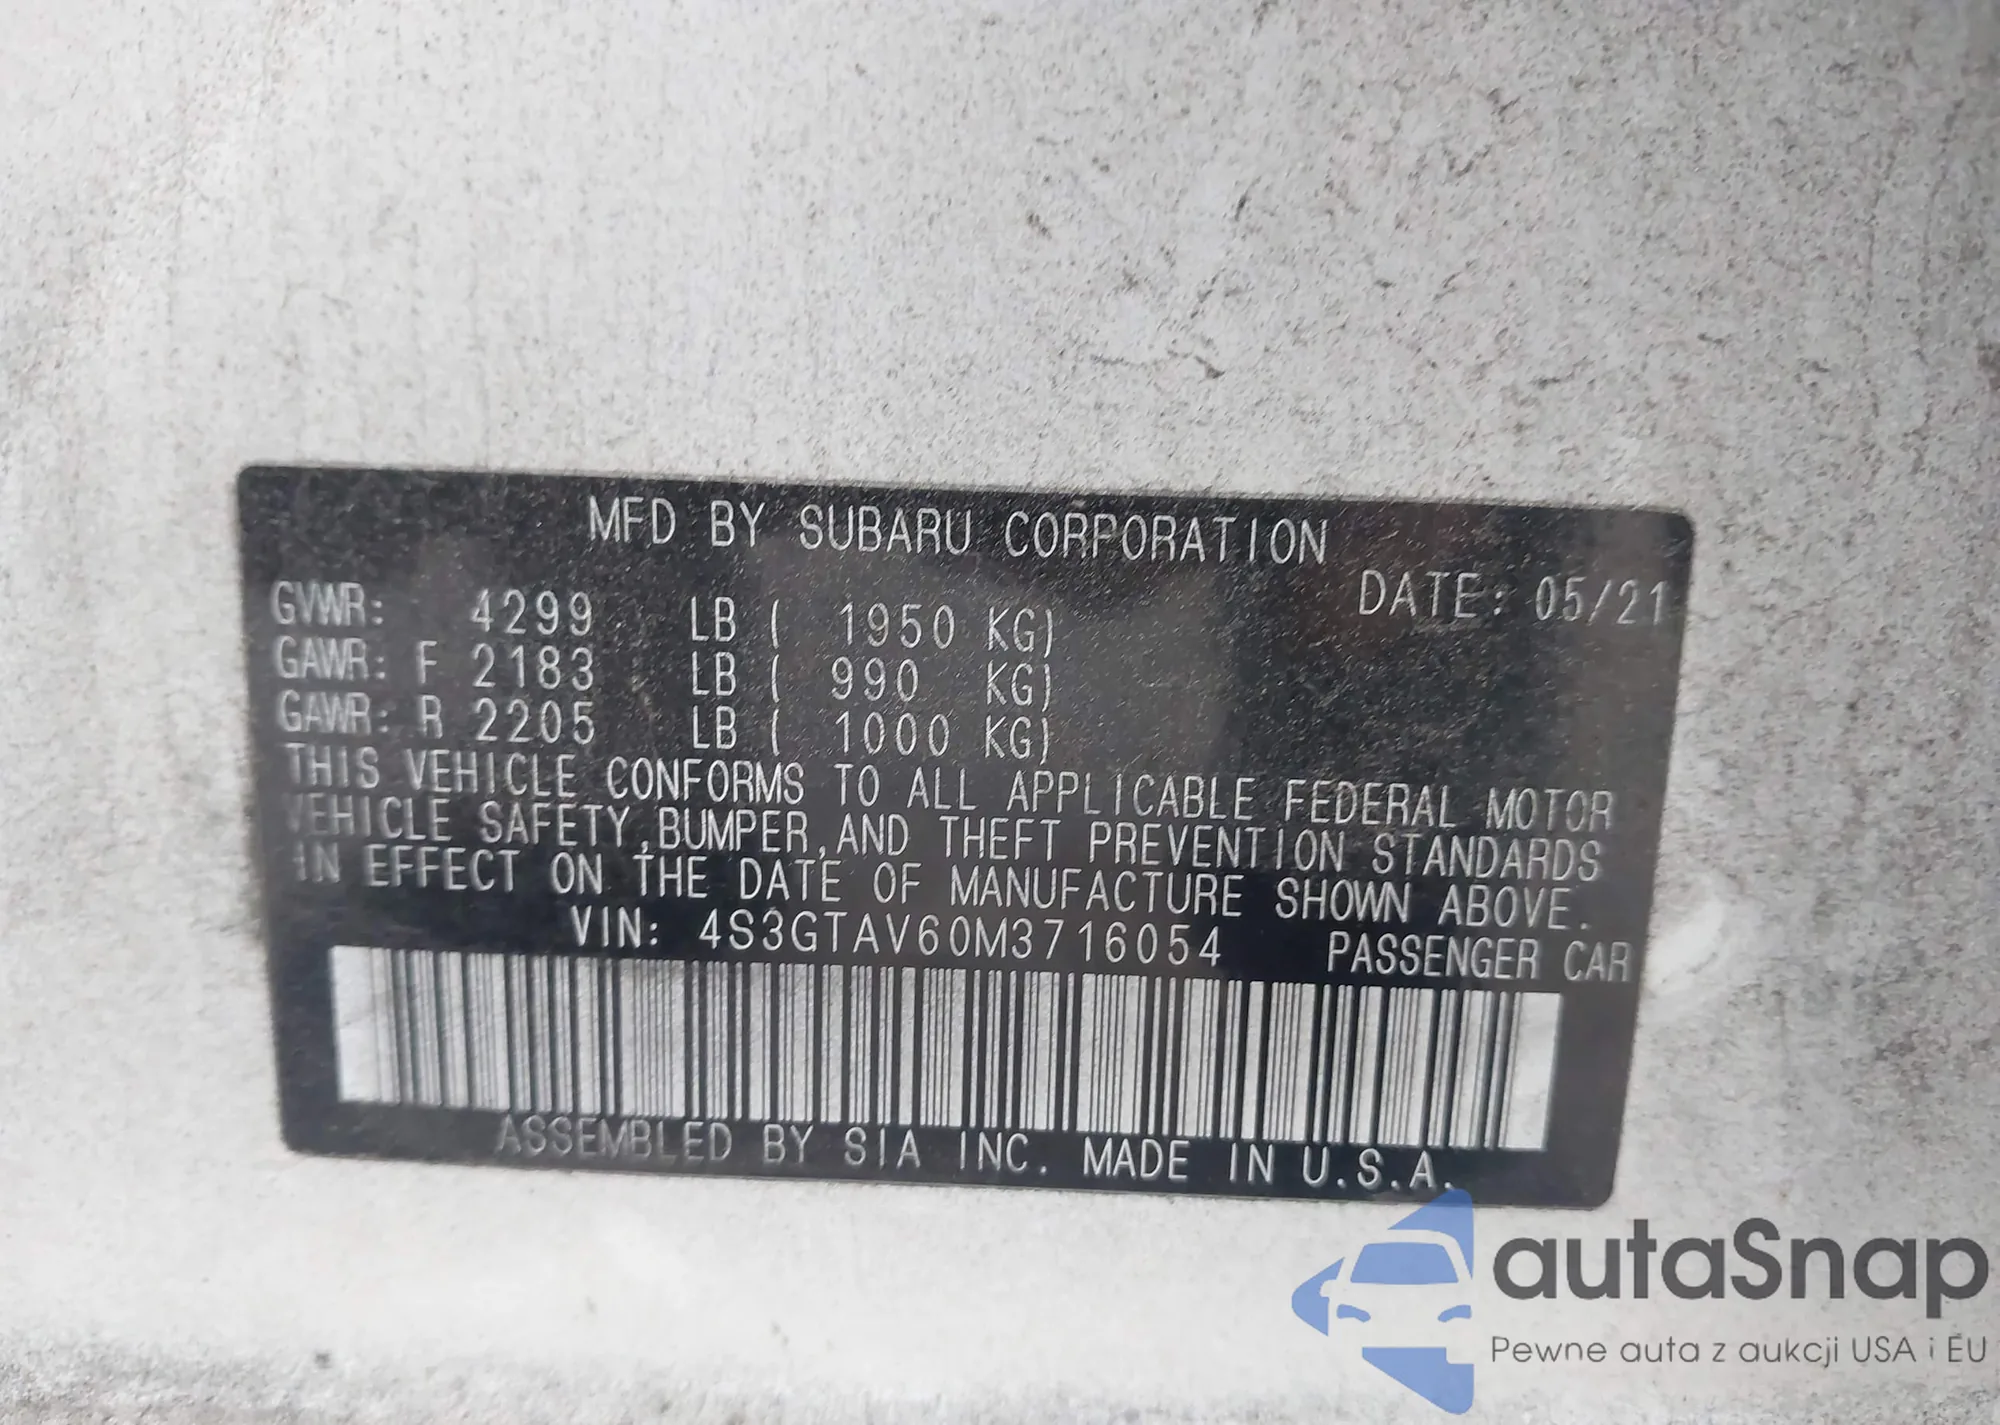 MFD BY SUBARU CORPORATION
DATE: 05/21
GVWR: 4299 LB ( 1950 KG)
GAWR: F 2183 LB ( 990 KG)
GAWR: R 2205 LB ( 1000 KG)
THIS VEHICLE CONFORMS TO ALL APPLICABLE FEDERAL MOTOR
VEHICLE SAFETY,BUMPER,AND THEFT PREVENTION STANDARDS
IN EFFECT ON THE DATE OF MANUFACTURE SHOWN ABOVE.
VIN: 4S3GTAV60M3716054 PASSENGER CAR
ASSEMBLED BY SIA INC. MADE IN U.S.A.
autaSnap
Pewne auta z aukcji USA i EU